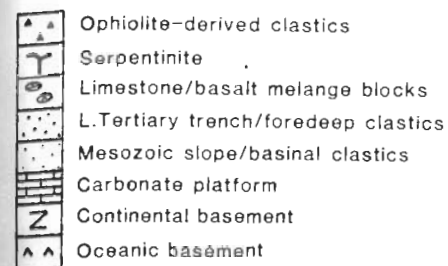 Ophiolite-derived clastics
Serpentinite
Limestone/basalt melange blocks
L.Tertiary trench/foredeep clastics
Mesozoic slope/basinal clastics
Carbonate platform
Z Continental basement
Oceanic basement